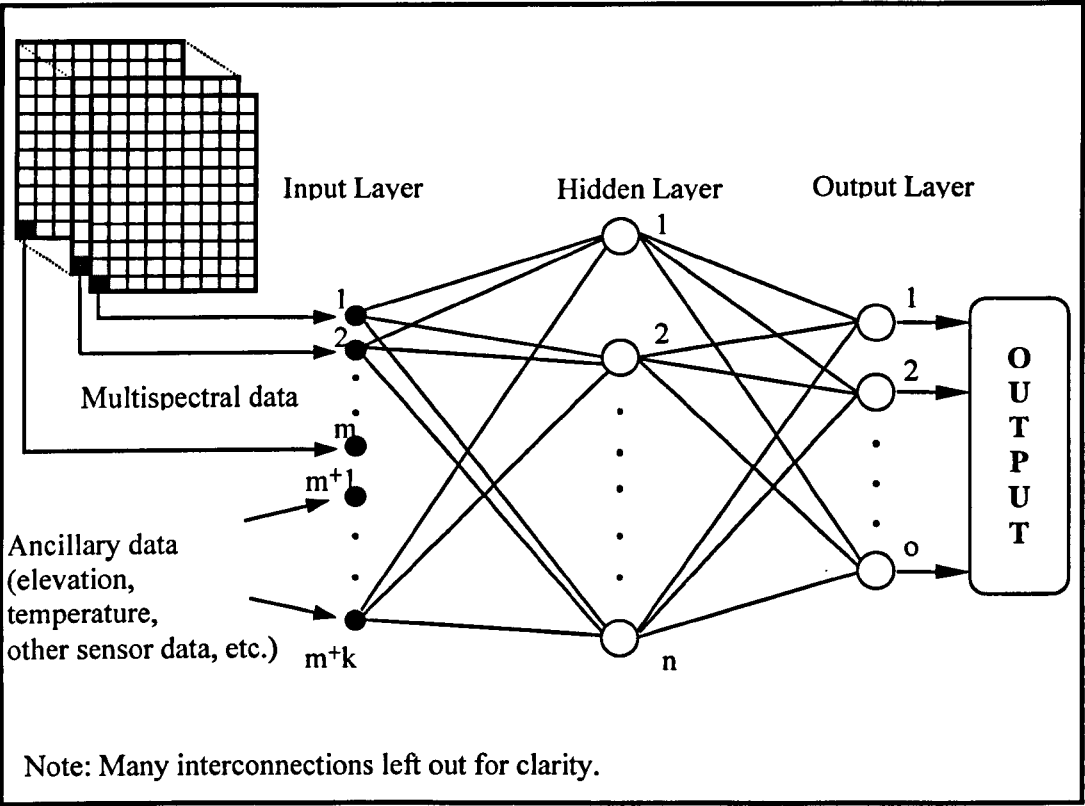 Input Layer
Hidden Layer
Output Layer
1
2
m
m+1
m+k
Multispectral data
Ancillary data
(elevation,
temperature,
other sensor data, etc.)
1
2
n
1
2
o
OUTPUT
Note: Many interconnections left out for clarity.